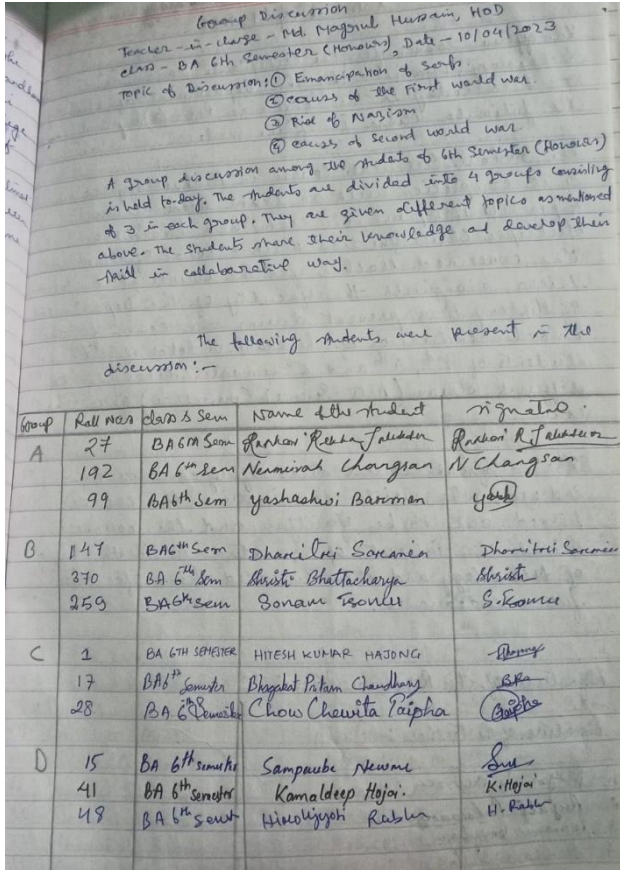 Group Discussion
Teacher-in-charge - Md. Magrul Hussain, HOD
class - BA 6th Semester (Honours), Date - 10/04/2023
Topic of Discussion: ① Emancipation of Serfs.
② causes of the First world war.
③ Rise of Nazism
④ causes of Second world war.
A group discussion among the students of 6th Semester (Honours)
is held to-day. The students are divided into 4 groups consisting
of 3 in each group. They are given different topics as mentioned
above. The students share their knowledge and develop their
skill in collaborative way.
The following students were present in the
discussion:-
Group Roll Nos class & Sem Name of the student signature.
A 27 BA 6th Sem Rekha
192 BA 6th Sem Changsan N Changsan
99 BA 6th Sem Yashashwi Barman Yash
B 147 BA 6th Sem Dharitri Dharitri
370 BA 6th Sem Shristi Bhattacharya Shristi
259 BA 6th Sem Sonam
C 1 BA 6TH SEMESTER HITESH KUMAR HAJONG
17 BA 6th Semester Bhagabat Pritam Choudhary
28 BA 6th Semester Chow Chewita Taipha
D 15 BA 6th Semester Newme
41 BA 6th Semester Kamaldeep Hojai. K. Hojai
48 BA 6th Rabha H. Rabha